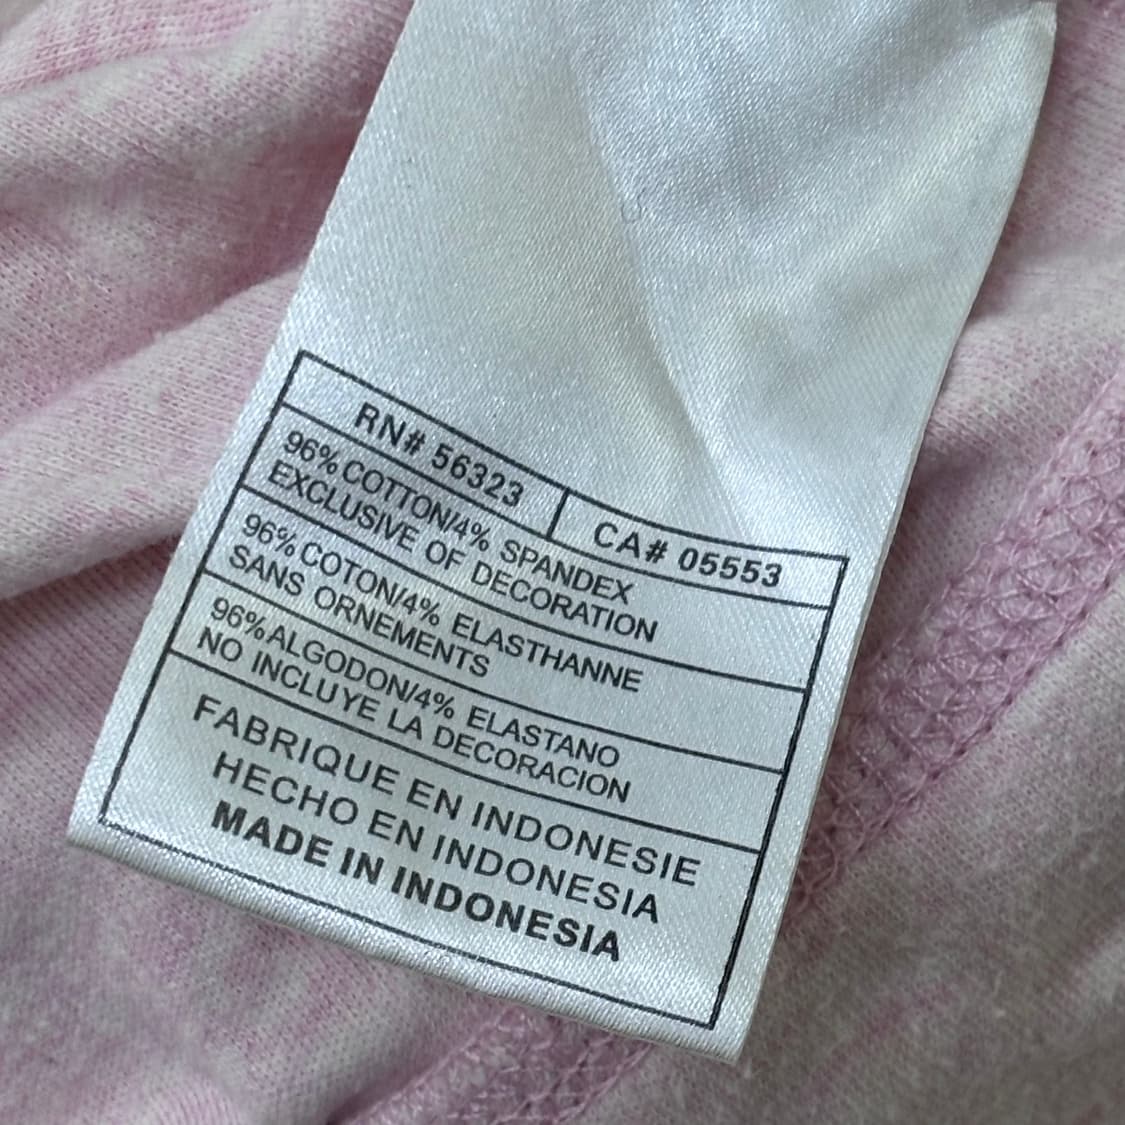 RN# 56323
CA# 05553
96% COTTON/4% SPANDEX
EXCLUSIVE OF DECORATION
96% COTON/4% ELASTHANNE
SANS ORNEMENTS
96% ALGODON/4% ELASTANO
NO INCLUYE LA DECORACION
FABRIQUE EN INDONESIE
HECHO EN INDONESIA
MADE IN INDONESIA